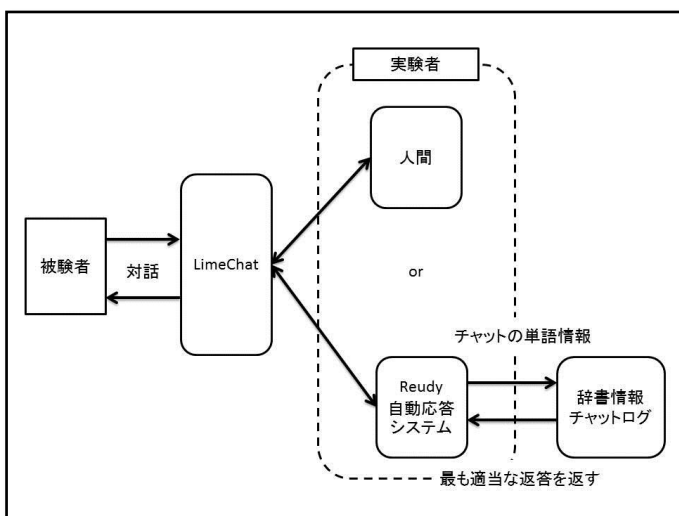 実験者
人間
被験者
対話
LimeChat
or
チャットの単語情報
Reudy
自動応答
システム
辞書情報
チャットログ
最も適当な返答を返す